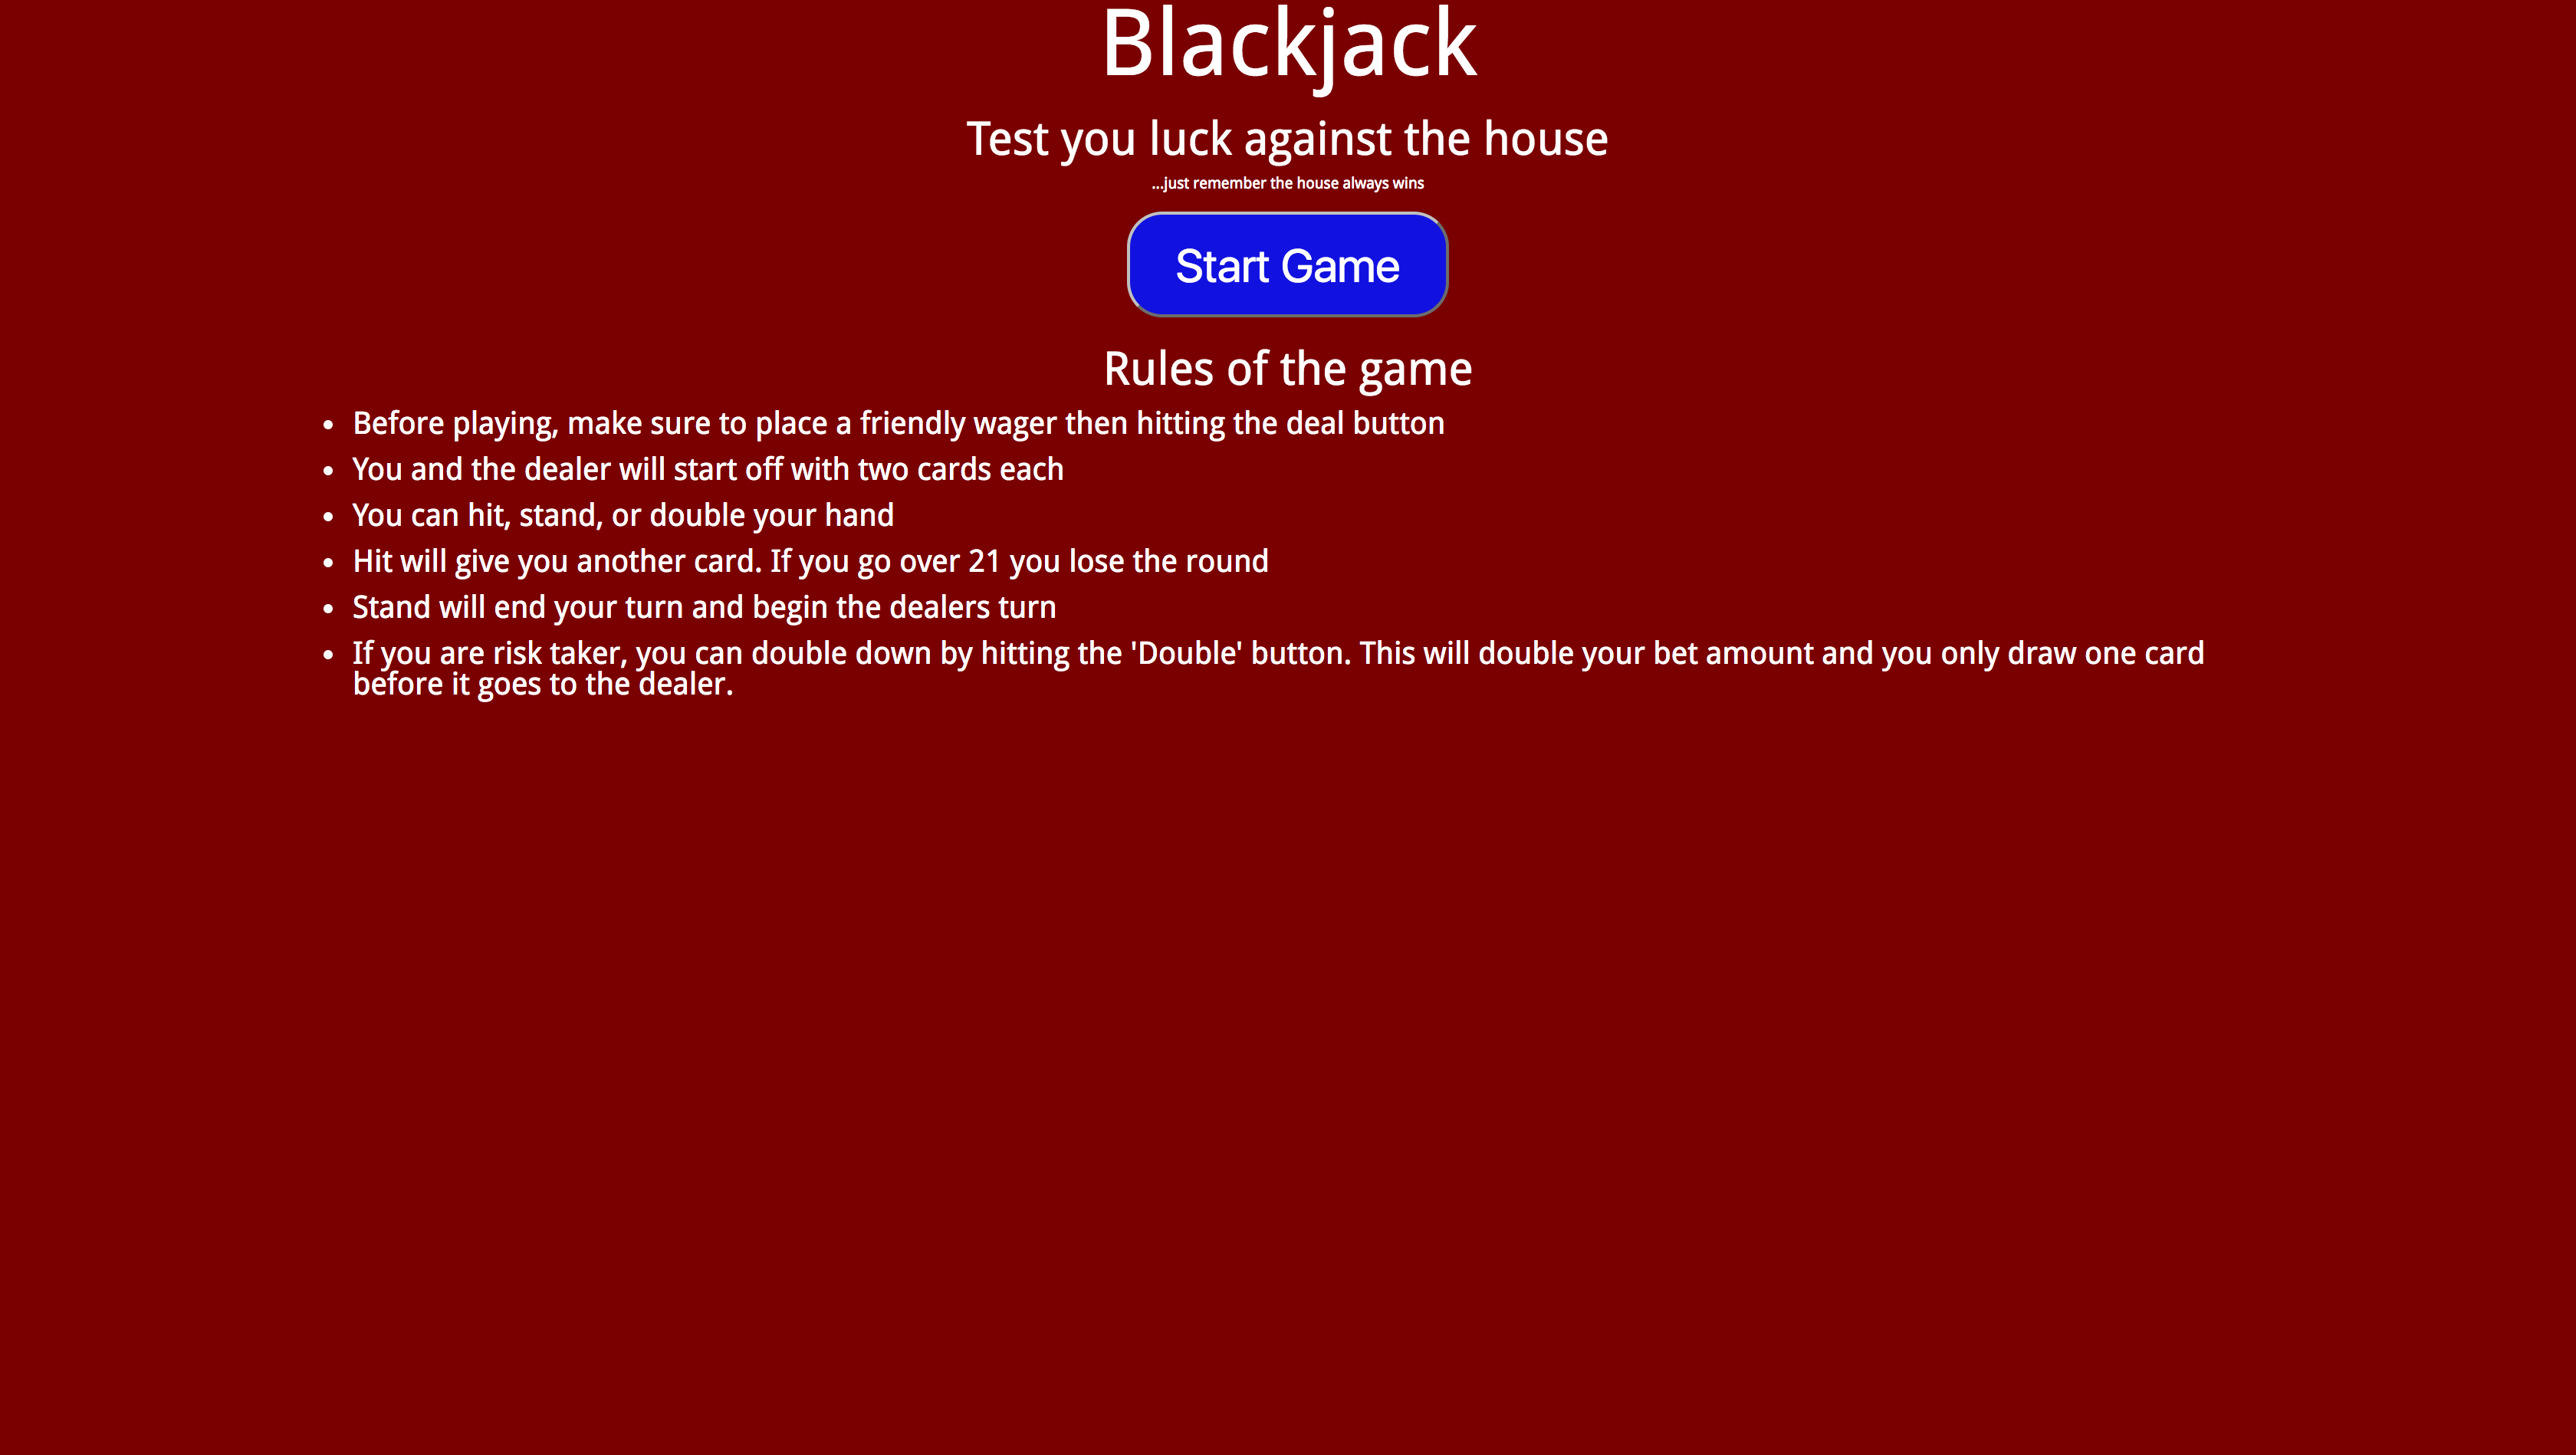 Blackjack
Test you luck against the house
...just remember the house always wins
Start Game
Rules of the game
Before playing, make sure to place a friendly wager then hitting the deal button
You and the dealer will start off with two cards each
You can hit, stand, or double your hand
Hit will give you another card. If you go over 21 you lose the round
Stand will end your turn and begin the dealers turn
If you are risk taker, you can double down by hitting the 'Double' button. This will double your bet amount and you only draw one card
before it goes to the dealer.